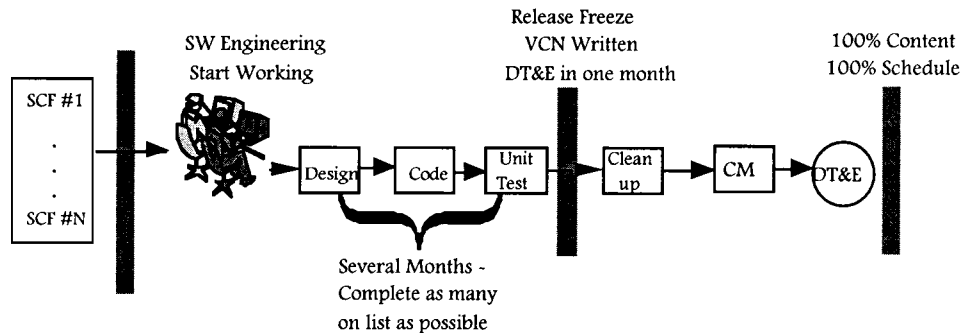 SW Engineering
Start Working
Release Freeze
VCN Written
DT&E in one month
100% Content
100% Schedule
SCF #1
.
.
.
SCF #N
Design
Code
Unit
Test
Clean
up
CM
DT&E
Several Months -
Complete as many
on list as possible